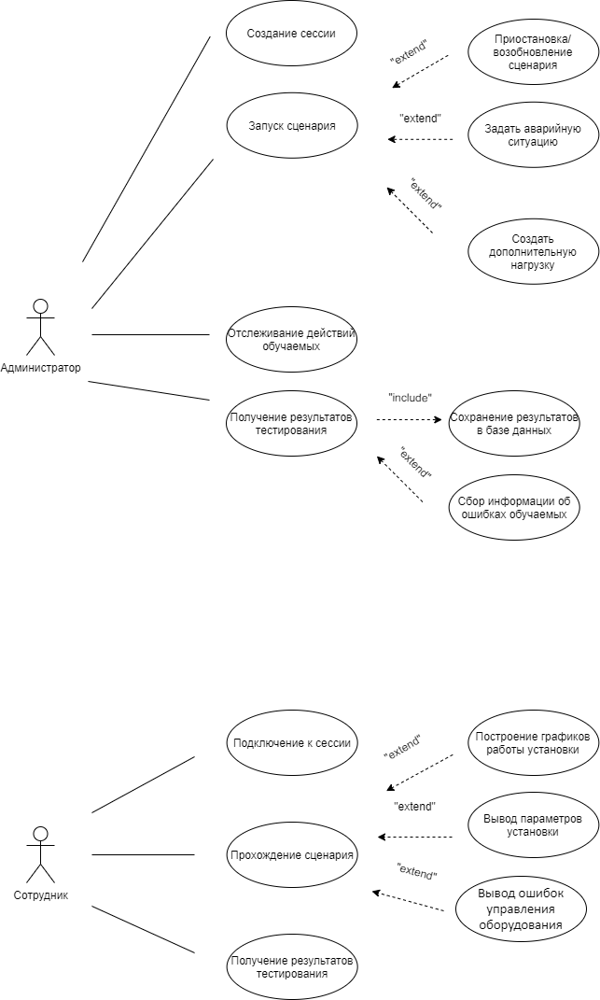 Создание сессии
"extend"
Приостановка/
возобновление
сценария
Запуск сценария
"extend"
Задать аварийную
ситуацию
"extend"
Создать
дополнительную
нагрузку
Администратор
Отслеживание действий
обучаемых
Получение результатов
тестирования
"include"
Сохранение результатов
в базе данных
"extend"
Сбор информации об
ошибках обучаемых
Подключение к сессии
"extend"
Построение графиков
работы установки
Сотрудник
Прохождение сценария
"extend"
Вывод параметров
установки
"extend"
Вывод ошибок
управления
оборудования
Получение результатов
тестирования